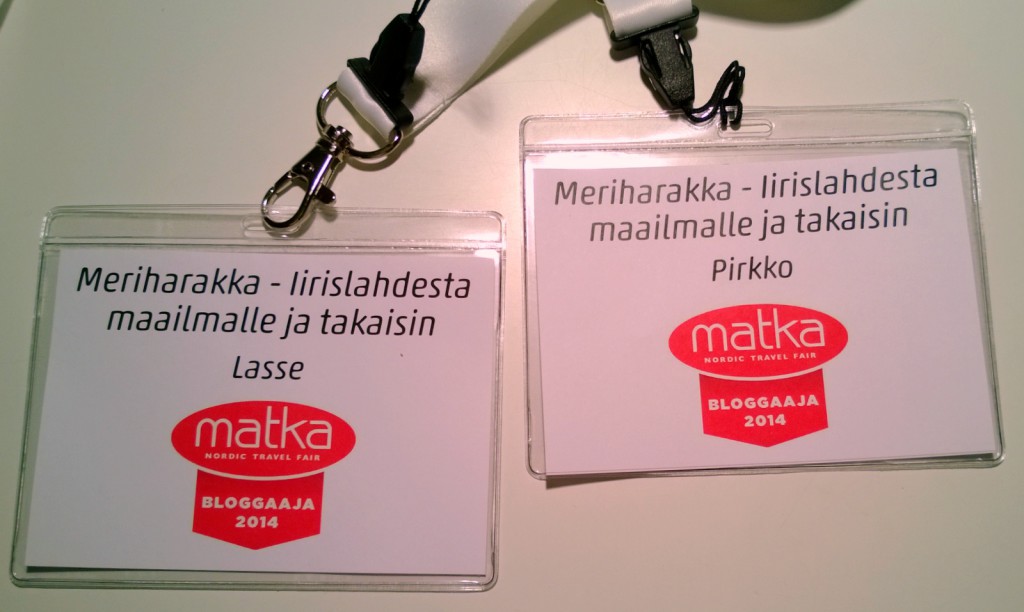 Meriharakka - Iirislahdesta
maailmalle ja takaisin
Lasse
matka
NORDIC TRAVEL FAIR
BLOGGAAJA
2014
Meriharakka - Iirislahdesta
maailmalle ja takaisin
Pirkko
matka
NORDIC TRAVEL FAIR
BLOGGAAJA
2014